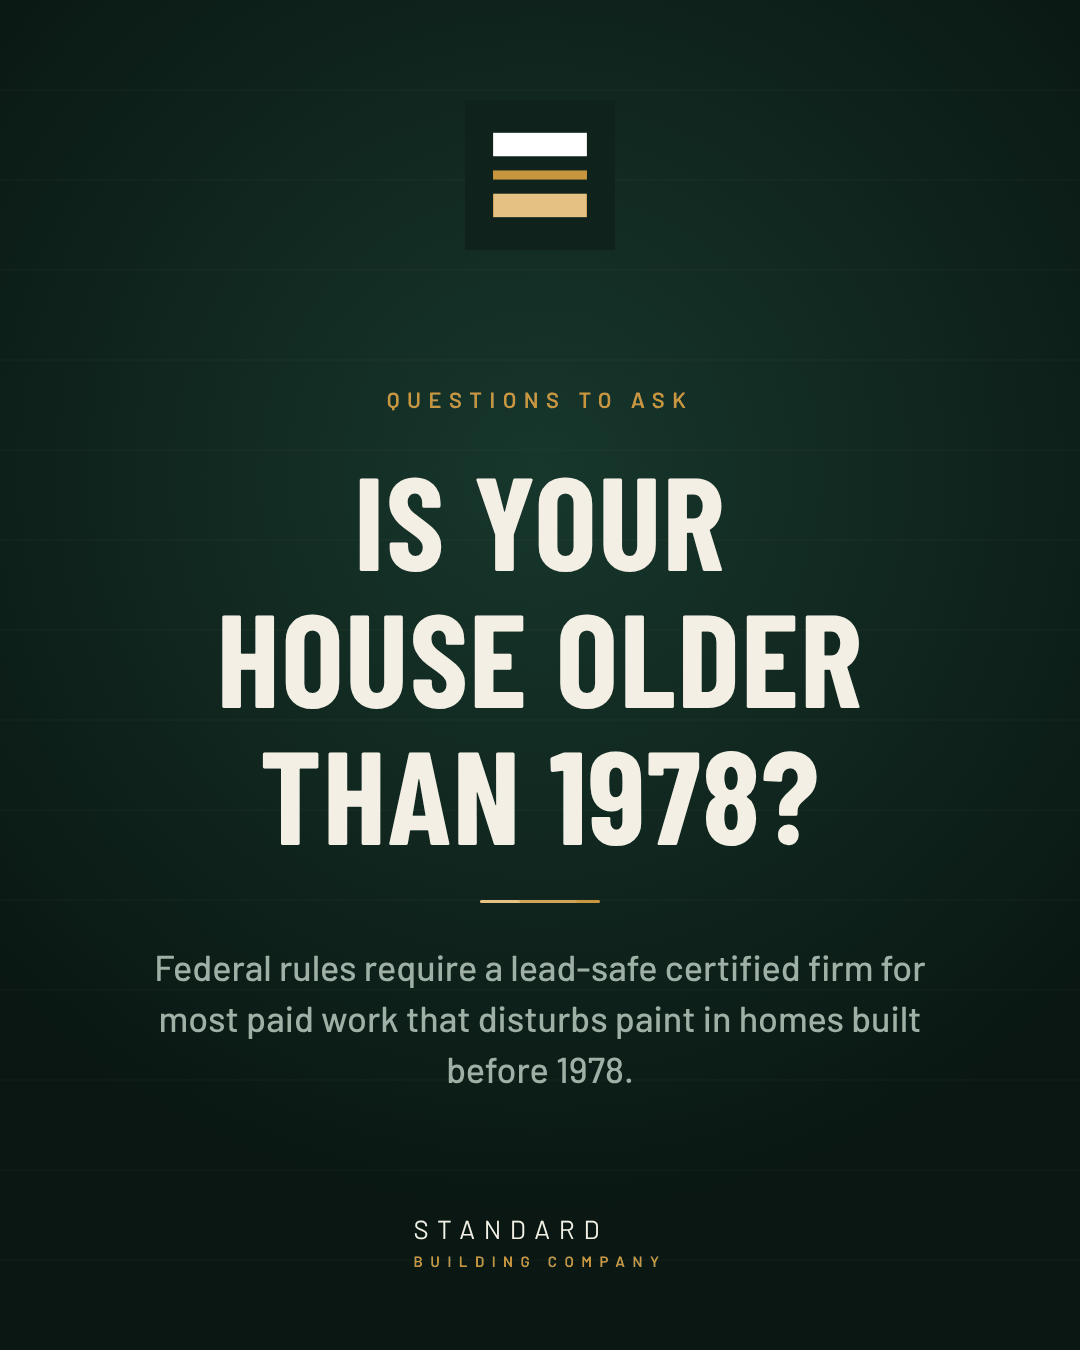 QUESTIONS TO ASK
IS YOUR
HOUSE OLDER
THAN 1978?
Federal rules require a lead-safe certified firm for
most paid work that disturbs paint in homes built
before 1978.
STANDARD
BUILDING COMPANY